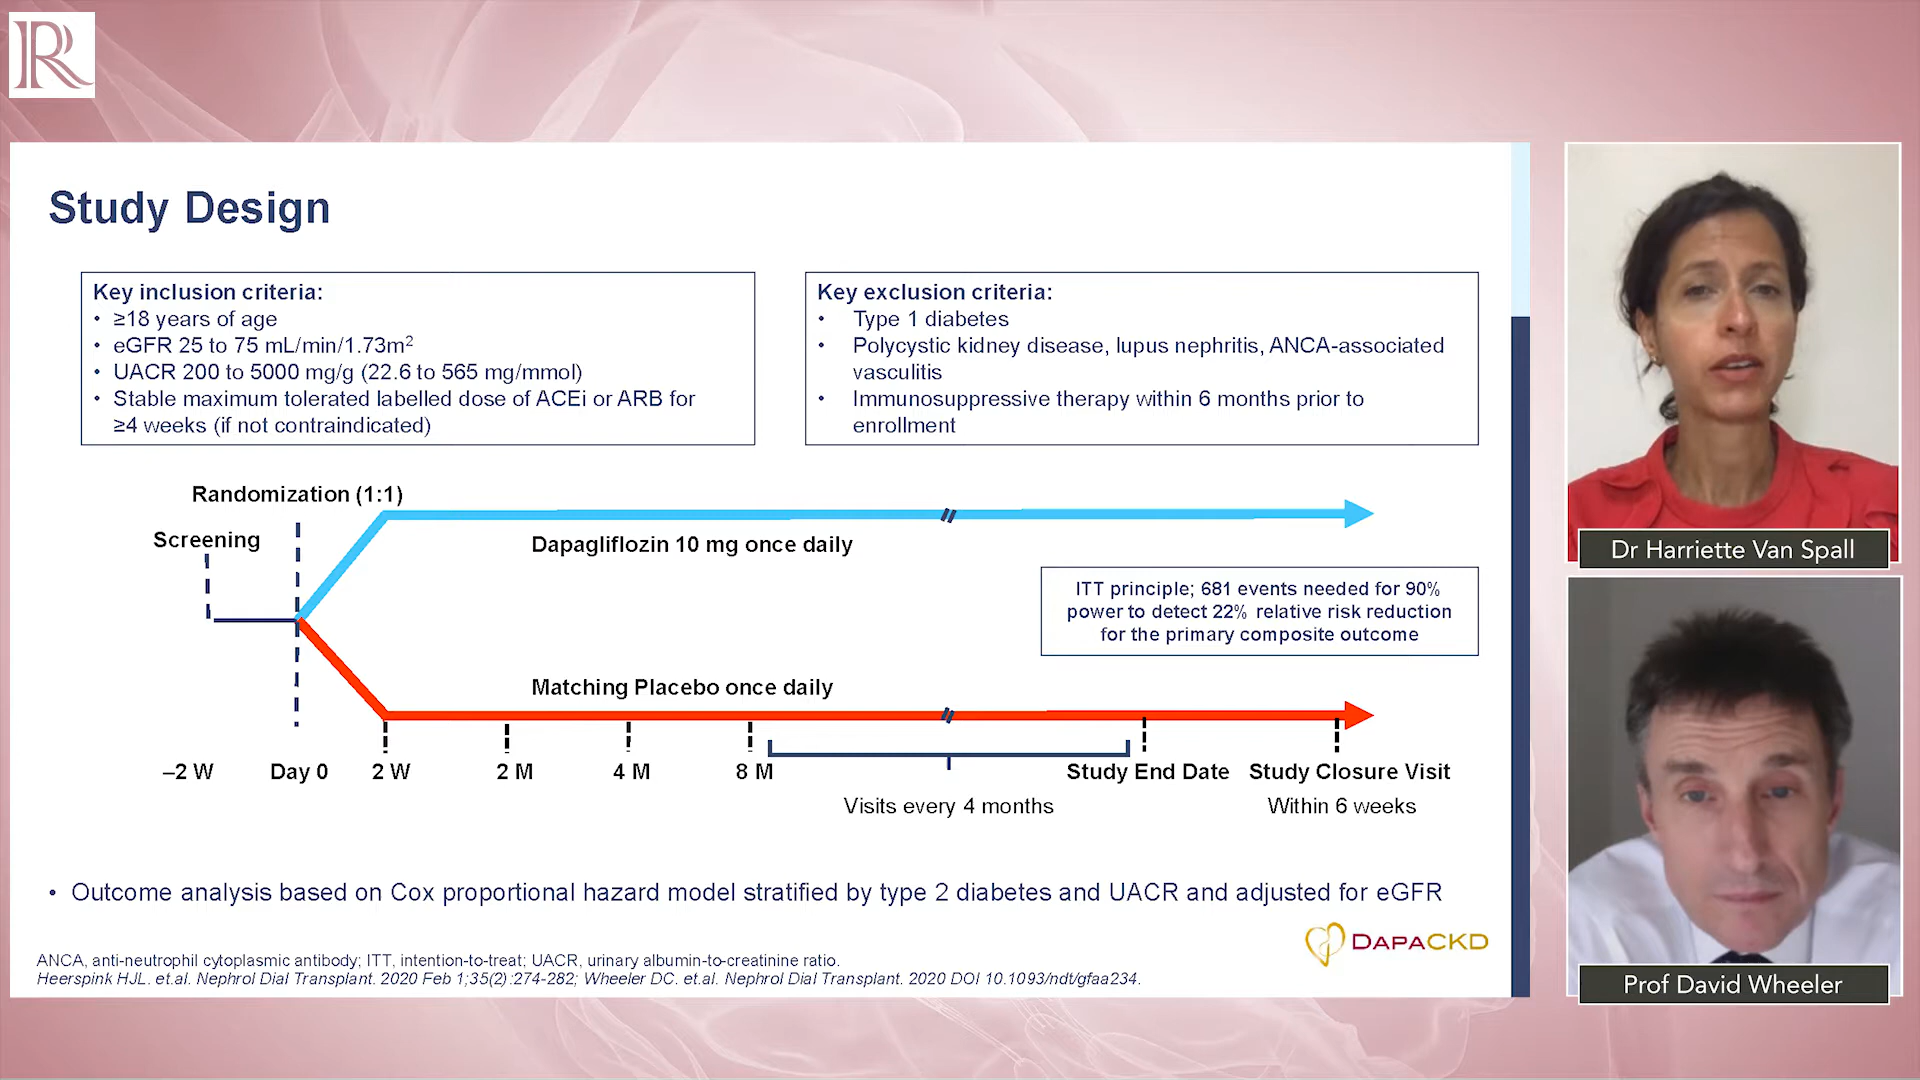 R
Study Design
Key inclusion criteria:
• ≥18 years of age
• eGFR 25 to 75 mL/min/1.73m²
• UACR 200 to 5000 mg/g (22.6 to 565 mg/mmol)
• Stable maximum tolerated labelled dose of ACEi or ARB for
≥4 weeks (if not contraindicated)
Key exclusion criteria:
• Type 1 diabetes
• Polycystic kidney disease, lupus nephritis, ANCA-associated
vasculitis
• Immunosuppressive therapy within 6 months prior to
enrollment
Randomization (1:1)
Screening
Dapagliflozin 10 mg once daily
ITT principle; 681 events needed for 90%
power to detect 22% relative risk reduction
for the primary composite outcome
Matching Placebo once daily
–2 W Day 0 2 W 2 M 4 M 8 M Study End Date Study Closure Visit
Visits every 4 months Within 6 weeks
• Outcome analysis based on Cox proportional hazard model stratified by type 2 diabetes and UACR and adjusted for eGFR
DAPACKD
ANCA, anti-neutrophil cytoplasmic antibody; ITT, intention-to-treat; UACR, urinary albumin-to-creatinine ratio.
Heerspink HJL. et.al. Nephrol Dial Transplant. 2020 Feb 1;35(2):274-282; Wheeler DC. et.al. Nephrol Dial Transplant. 2020 DOI 10.1093/ndt/gfaa234.
Dr Harriette Van Spall
Prof David Wheeler